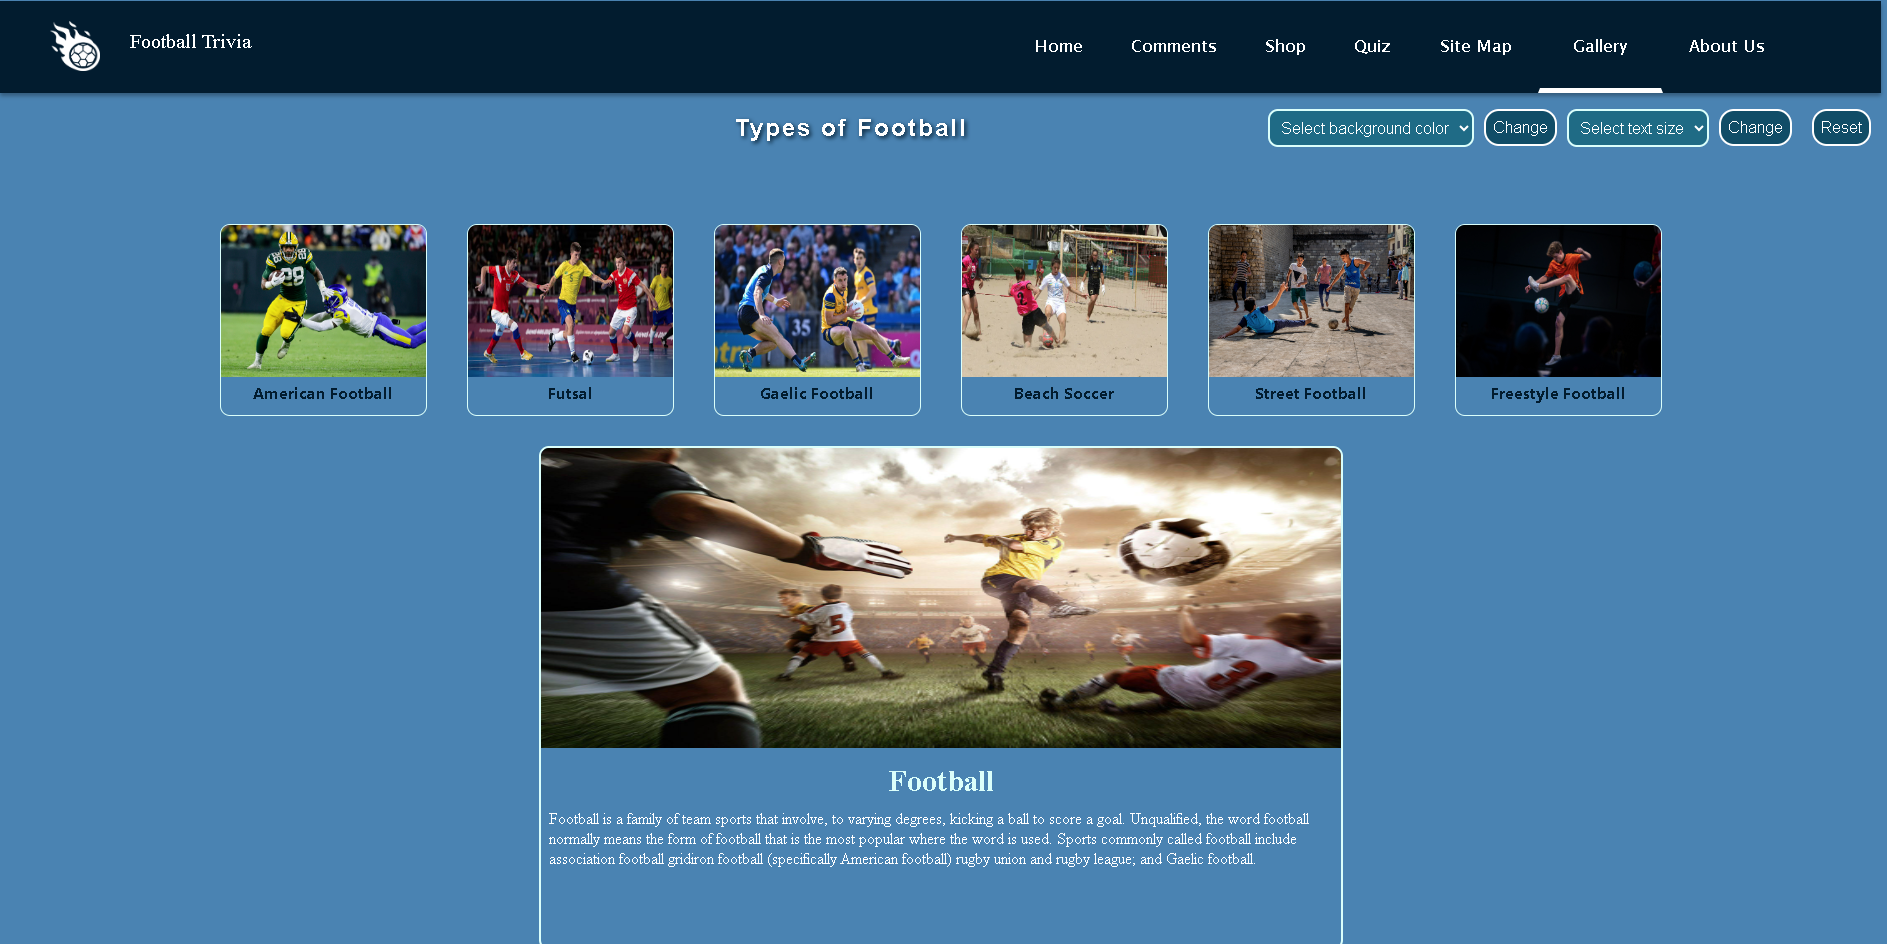 Football Trivia
Home Comments Shop Quiz Site Map Gallery About Us
Types of Football
Select background color Change Select text size Change Reset
28
35
2
American Football Futsal Gaelic Football Beach Soccer Street Football Freestyle Football
5
Football
Football is a family of team sports that involve, to varying degrees, kicking a ball to score a goal. Unqualified, the word football
normally means the form of football that is the most popular where the word is used. Sports commonly called football include
association football gridiron football (specifically American football) rugby union and rugby league; and Gaelic football.